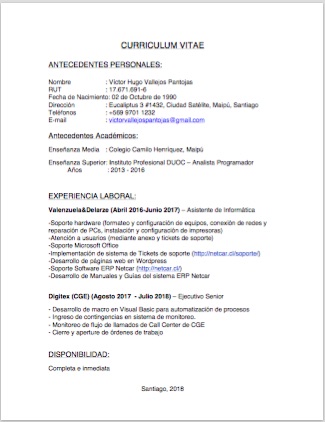 CURRICULUM VITAE
ANTECEDENTES PERSONALES:
Nombre : Víctor Hugo Vallejos Pantojas
RUT : 17.671.691-6
Fecha de Nacimiento: 02 de Octubre de 1990
Dirección : Eucaliptus 3 #1432, Ciudad Satélite, Maipú, Santiago
Teléfonos : +569 9701 1232
E-mail : victorvallejospantojas@gmail.com
Antecedentes Académicos:
Enseñanza Media : Colegio Camilo Henríquez, Maipú
Enseñanza Superior: Instituto Profesional DUOC – Analista Programador
Años : 2013 - 2016
EXPERIENCIA LABORAL:
Valenzuela&Delarze (Abril 2016-Junio 2017) – Asistente de Informática
-Soporte hardware (formateo y configuración de equipos, conexión de redes y
reparación de PCs, instalación y configuración de impresoras)
-Atención a usuarios (mediante anexo y tickets de soporte)
-Soporte Microsoft Office
-Implementación de sistema de Tickets de soporte (http://netcar.cl/soporte/)
-Desarrollo de páginas web en Wordpress
-Soporte Software ERP Netcar (http://netcar.cl/)
-Desarrollo de Manuales y Guías del sistema ERP Netcar
Digitex (CGE) (Agosto 2017 - Julio 2018) – Ejecutivo Senior
- Desarrollo de macro en Visual Basic para automatización de procesos
- Ingreso de contingencias en sistema de monitoreo.
- Monitoreo de flujo de llamados de Call Center de CGE
- Cierre y apertura de órdenes de trabajo
DISPONIBILIDAD:
Completa e inmediata
Santiago, 2018